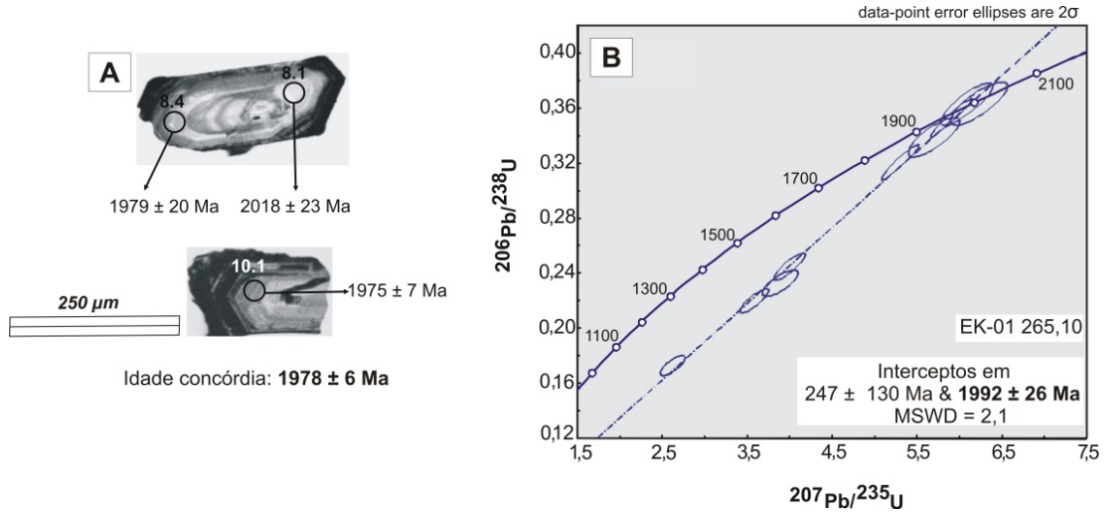 A
8.4
8.1
1979 ± 20 Ma
2018 ± 23 Ma
10.1
1975 ± 7 Ma
250 µm
Idade concórdia: 1978 ± 6 Ma
data-point error ellipses are 2σ
B
0,40
0,36
0,32
0,28
0,24
0,20
0,16
0,12
206Pb/238U
1100
1300
1500
1700
1900
2100
EK-01 265,10
Interceptos em
247 ± 130 Ma & 1992 ± 26 Ma
MSWD = 2,1
1,5 2,5 3,5 4,5 5,5 6,5 7,5
207Pb/235U